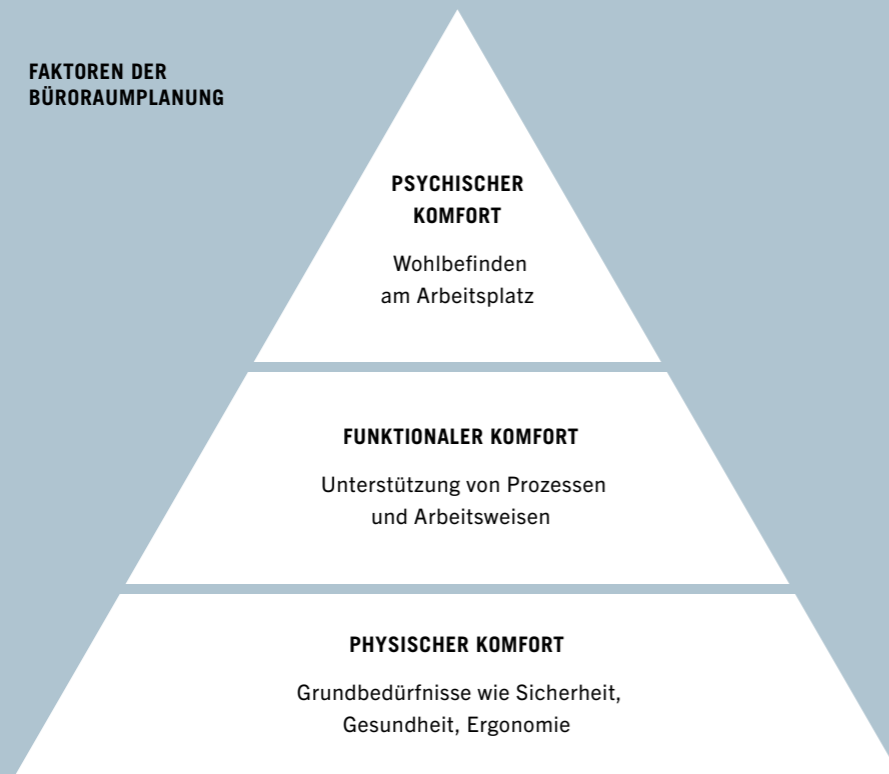 FAKTOREN DER
BÜRORAUMPLANUNG
PSYCHISCHER
KOMFORT
Wohlbefinden
am Arbeitsplatz
FUNKTIONALER KOMFORT
Unterstützung von Prozessen
und Arbeitsweisen
PHYSISCHER KOMFORT
Grundbedürfnisse wie Sicherheit,
Gesundheit, Ergonomie